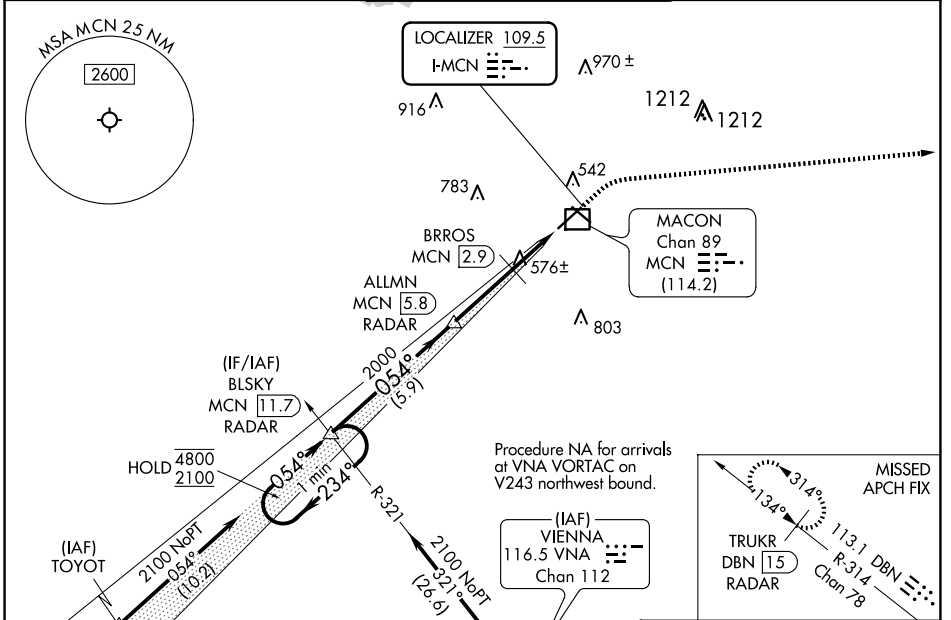 MSA MCN 25 NM
2600
LOCALIZER 109.5
I-MCN
970 ±
916
1212
1212
542
783
MACON
Chan 89
MCN
(114.2)
BRROS
MCN 2.9
576±
ALLMN
MCN 5.8
RADAR
803
2000
054°
(5.9)
(IF/IAF)
BLSKY
MCN 11.7
RADAR
HOLD 4800
2100
054°
1 min
234°
R-321
Procedure NA for arrivals
at VNA VORTAC on
V243 northwest bound.
(IAF)
TOYOT
2100 NoPT
054°
(10.2)
2100 NoPT
321°
(26.6)
(IAF)
VIENNA
116.5 VNA
Chan 112
MISSED
APCH FIX
314°
134°
TRUKR
DBN 15
RADAR
113.1 DBN
R-314
Chan 78